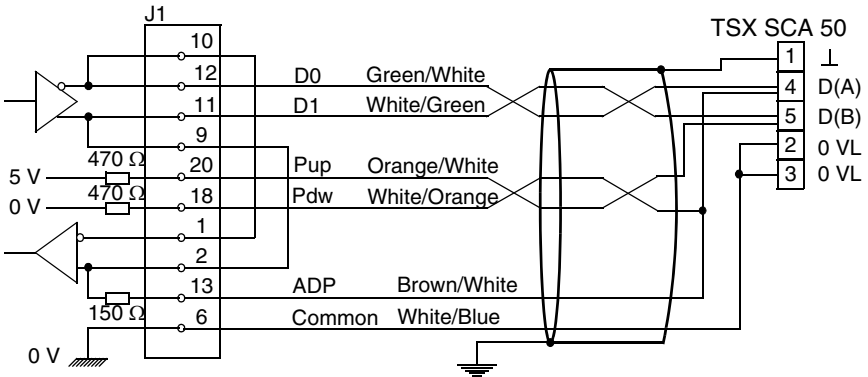 J1
TSX SCA 50
10
1 ⊥
12 D0 Green/White
4 D(A)
11 D1 White/Green
5 D(B)
9
2 0 VL
470 Ω
5 V 20 Pup Orange/White
3 0 VL
470 Ω
0 V 18 Pdw White/Orange
1
2
13 ADP Brown/White
150 Ω
6 Common White/Blue
0 V